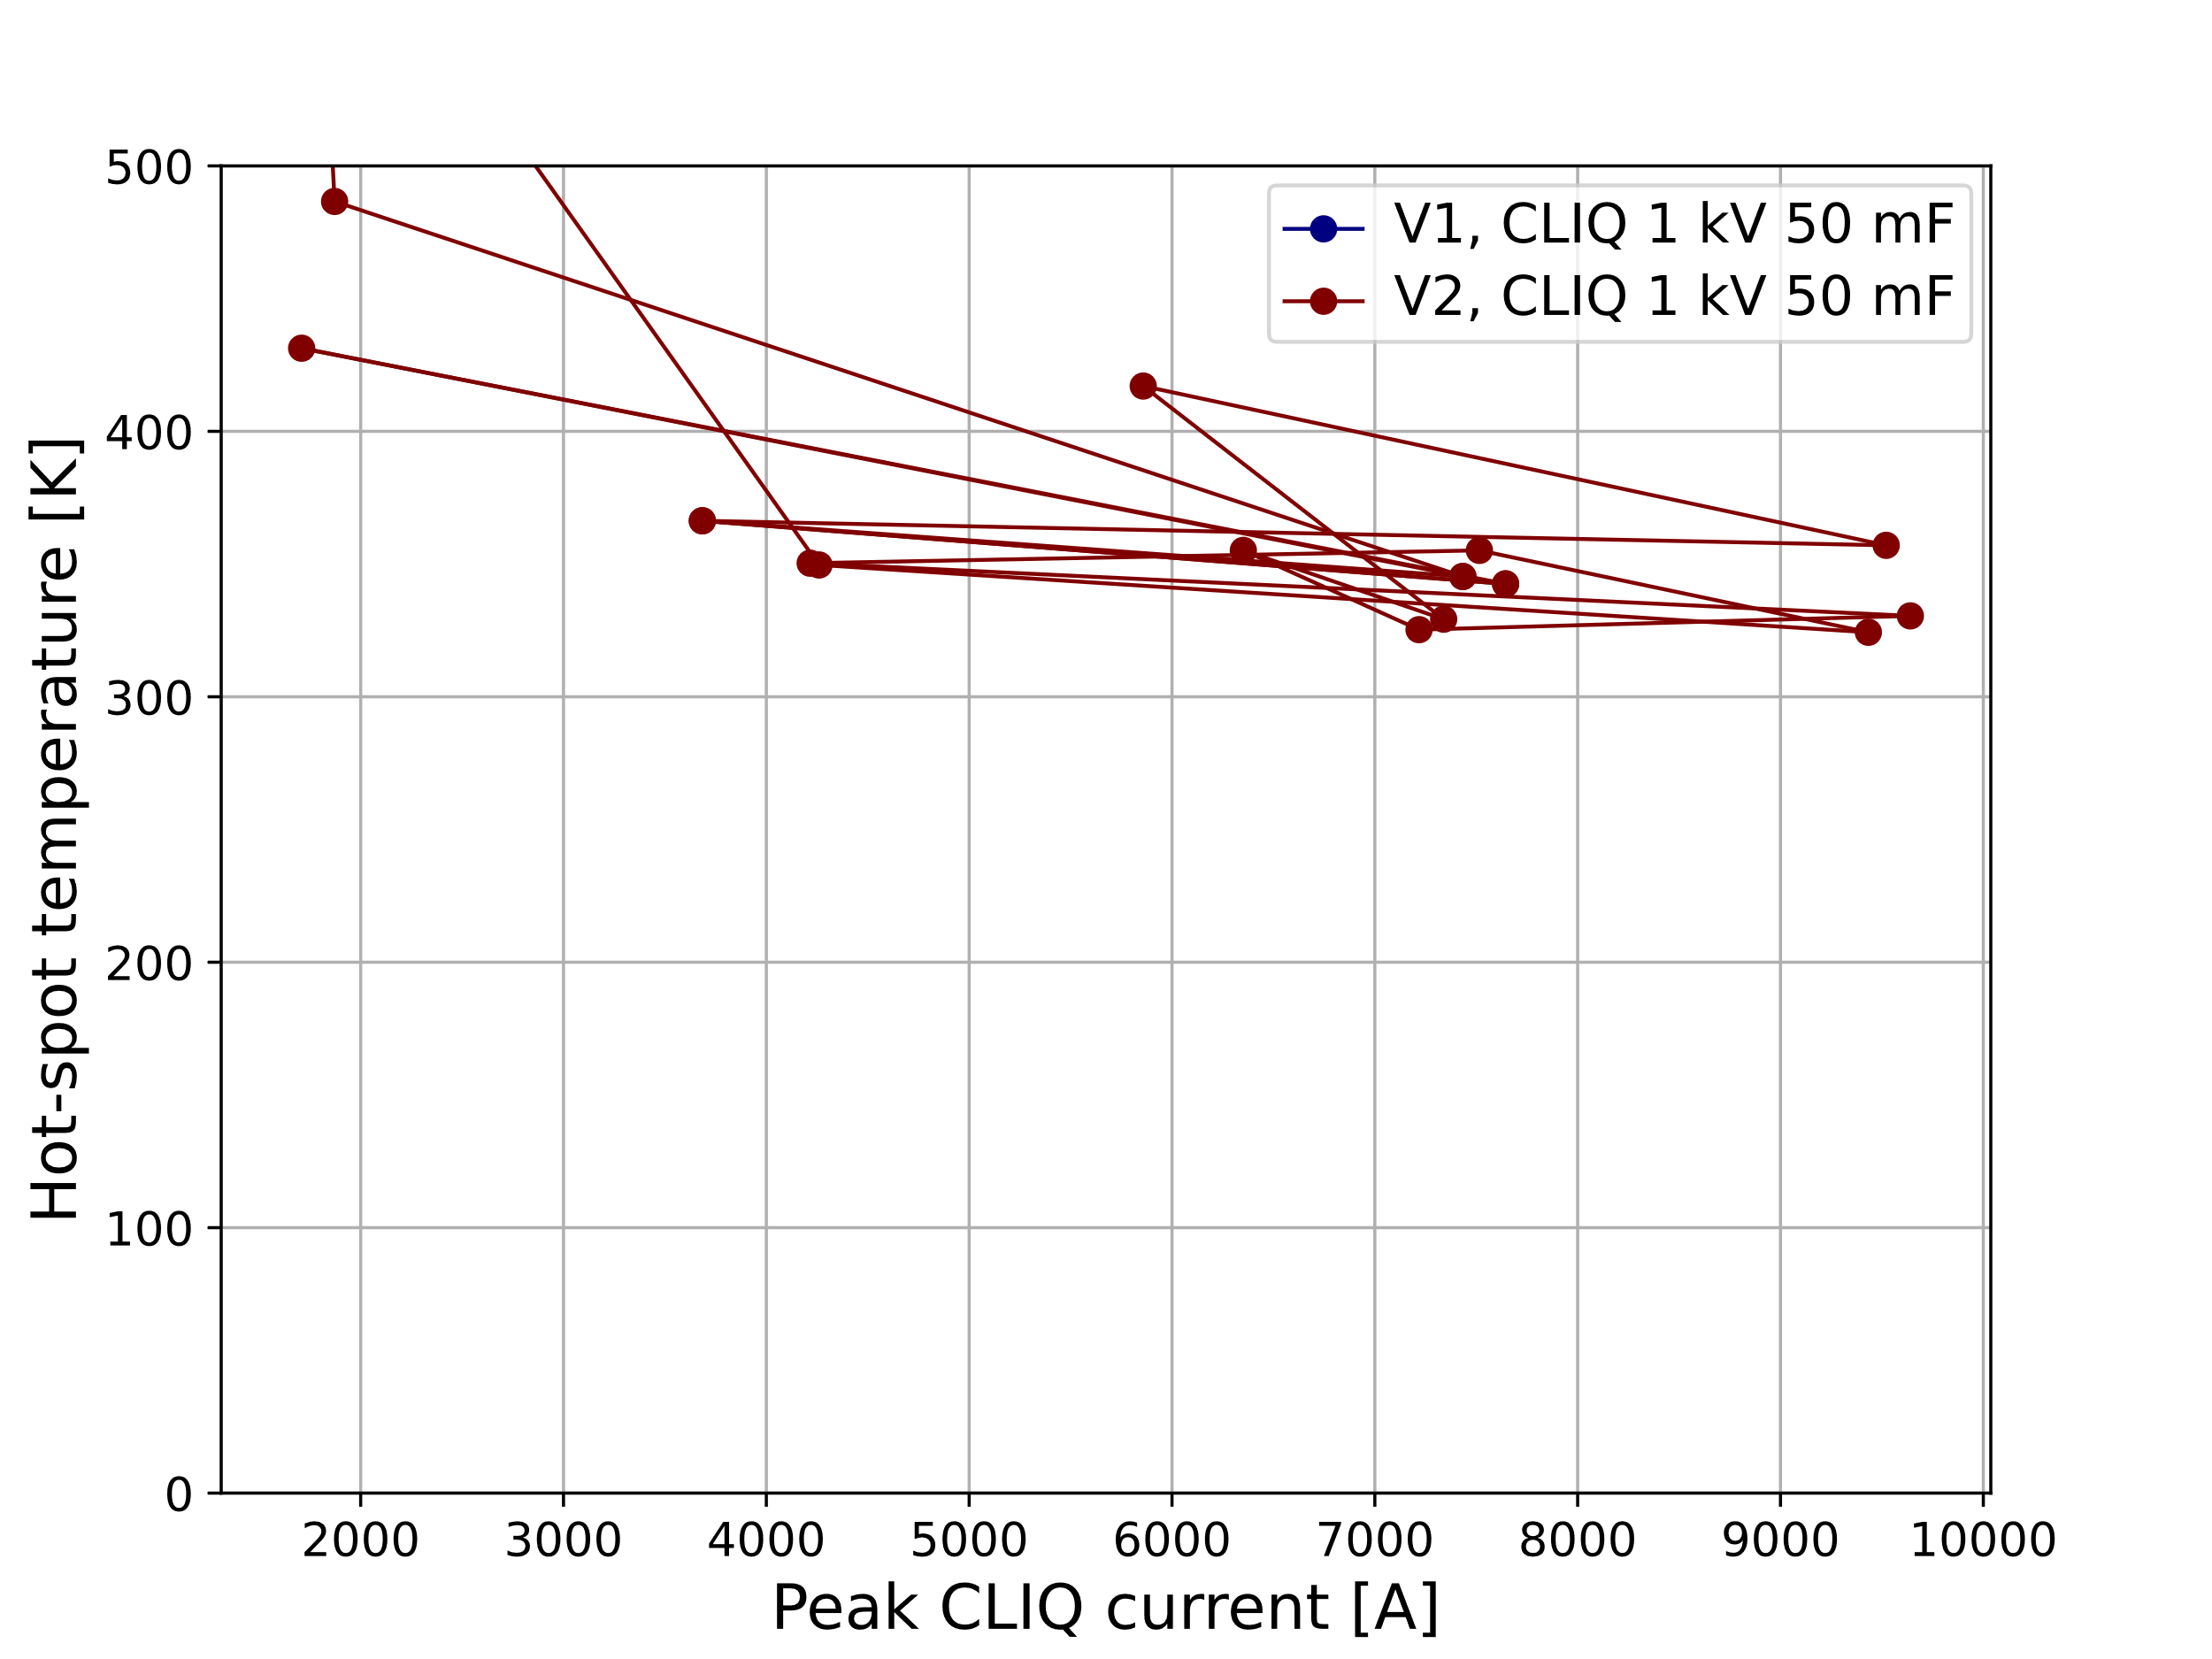 500
400
300
200
100
0
Hot-spot temperature [K]
V1, CLIQ 1 kV 50 mF
V2, CLIQ 1 kV 50 mF
2000 3000 4000 5000 6000 7000 8000 9000 10000
Peak CLIQ current [A]